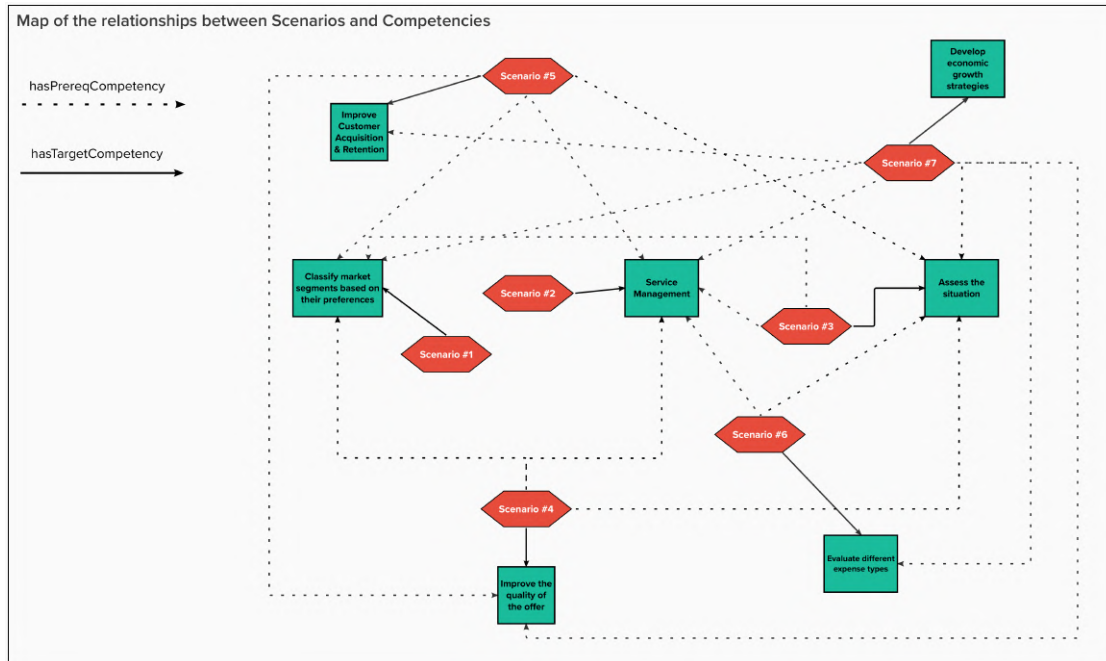 Map of the relationships between Scenarios and Competencies
hasPrereqCompetency
hasTargetCompetency
Scenario #5
Develop
economic
growth
strategies
Improve
Customer
Acquisition
& Retention
Scenario #7
Classify market
segments based on
their preferences
Scenario #2
Service
Management
Assess the
situation
Scenario #3
Scenario #1
Scenario #6
Scenario #4
Evaluate different
expense types
Improve the
quality of
the offer